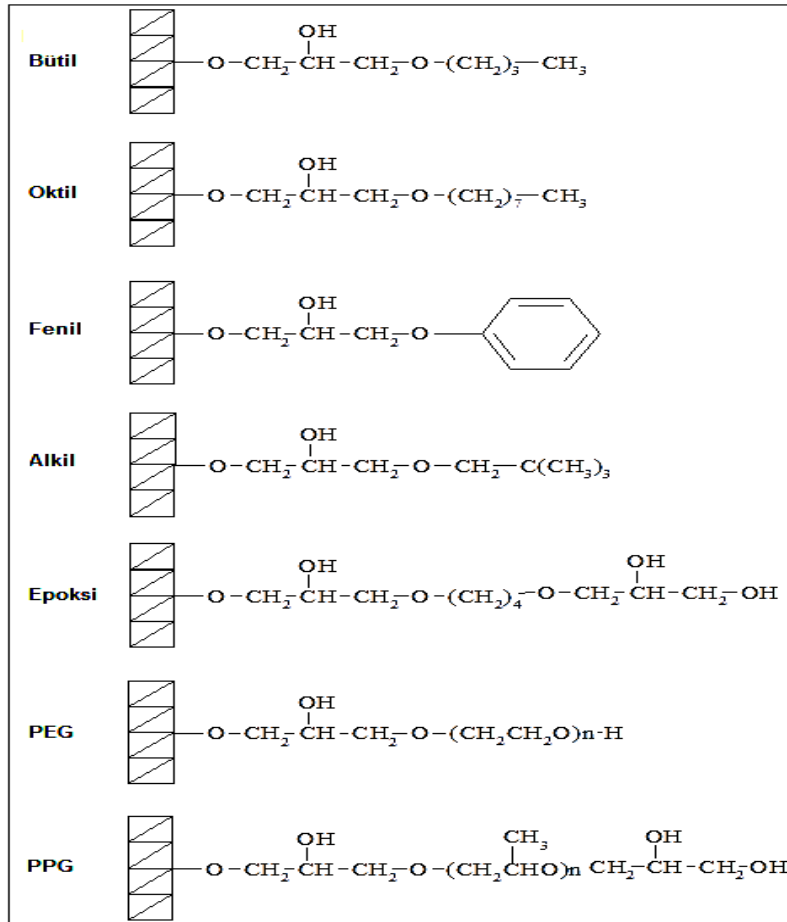 Bütil
OH
O-CH₂-CH-CH₂-O-(CH₂)₃-CH₃
Oktil
OH
O-CH₂-CH-CH₂-O-(CH₂)₇-CH₃
Fenil
OH
O-CH₂-CH-CH₂-O
Alkil
OH
O-CH₂-CH-CH₂-O-CH₂-C(CH₃)₃
Epoksi
OH OH
O-CH₂-CH-CH₂-O-(CH₂)₄-O-CH₂-CH-CH₂-OH
PEG
OH
O-CH₂-CH-CH₂-O-(CH₂CH₂O)n-H
PPG
OH CH₃ OH
O-CH₂-CH-CH₂-O-(CH₂CHO)n CH₂-CH-CH₂OH